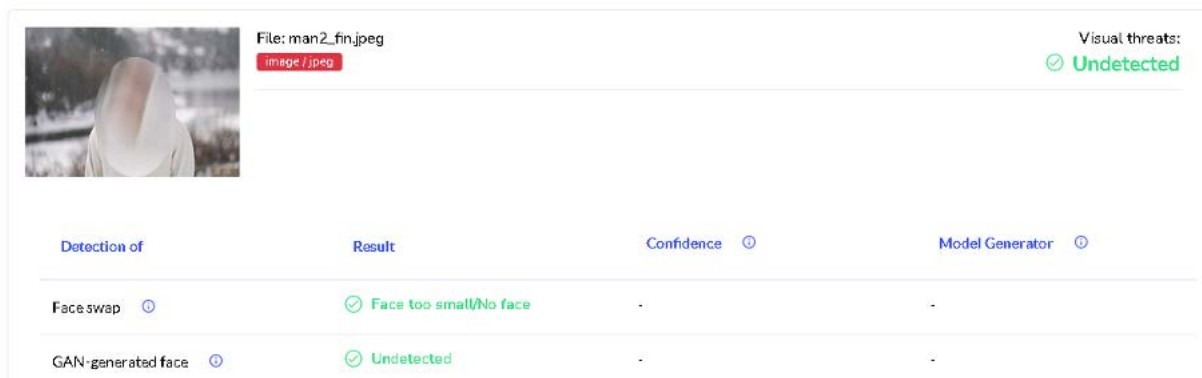 File: man2_fin.jpeg
image / jpeg
Visual threats:
Undetected
Detection of Result Confidence Model Generator
Face swap Face too small/No face - -
GAN-generated face Undetected - -